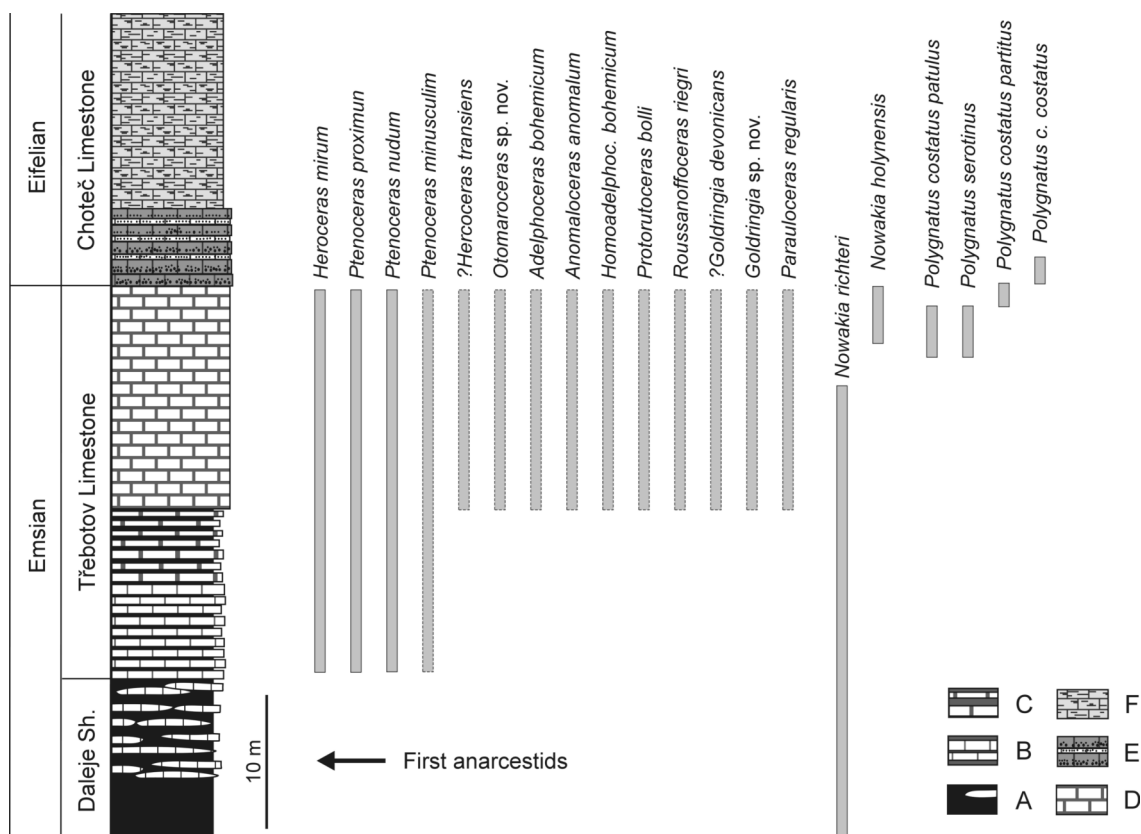 Eifelian
Emsian
Choteč Limestone
Třebotov Limestone
Daleje Sh.
10 m
First anarcestids
Heroceras mirum
Ptenoceras proximun
Ptenoceras nudum
Ptenoceras minusculim
?Hercoceras transiens
Otomaroceras sp. nov.
Adelphoceras bohemicum
Anomaloceras anomalum
Homoadelphoc. bohemicum
Protorutoceras bolli
Roussanoffoceras riegri
?Goldringia devonicans
Goldringia sp. nov.
Parauloceras regularis
Nowakia richteri
Nowakia holynensis
Polygnatus costatus patulus
Polygnatus serotinus
Polygnatus costatus partitus
Polygnatus c. costatus
C
F
B
E
A
D